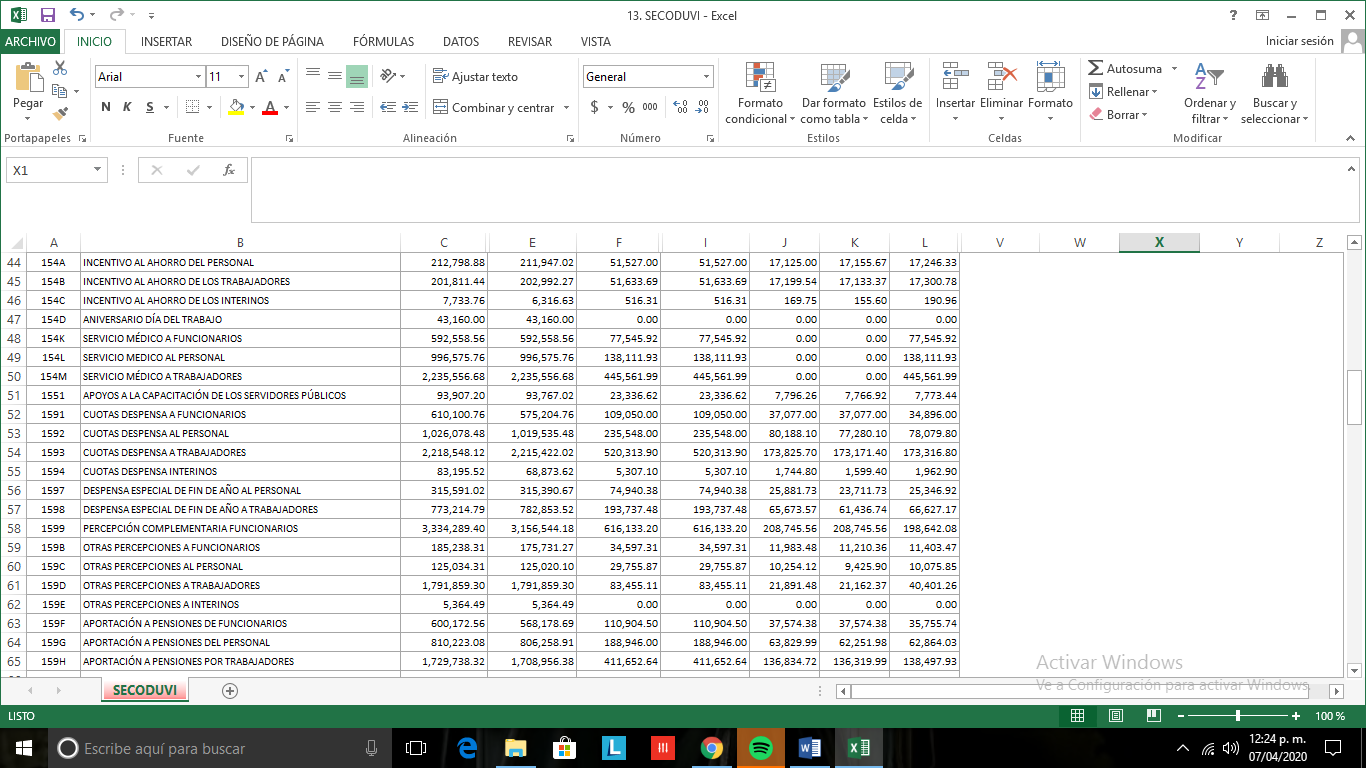 13. SECODUVI - Excel
?
ARCHIVO INICIO INSERTAR DISEÑO DE PÁGINA FÓRMULAS DATOS REVISAR VISTA Iniciar sesión
Pegar
Arial 11
N K S
Ajustar texto
Combinar y centrar
General
$ % 000
Formato condicional
Dar formato como tabla
Estilos de celda
Insertar Eliminar Formato
Autosuma
Rellenar
Borrar
Ordenar y filtrar
Buscar y seleccionar
Portapapeles Fuente Alineación Número Estilos Celdas Modificar
X1 fx
A B C E F I J K L V W X Y Z
44 154A INCENTIVO AL AHORRO DEL PERSONAL 212,798.88 211,947.02 51,527.00 51,527.00 17,125.00 17,155.67 17,246.33
45 154B INCENTIVO AL AHORRO DE LOS TRABAJADORES 201,811.44 202,992.27 51,633.69 51,633.69 17,199.54 17,133.37 17,300.78
46 154C INCENTIVO AL AHORRO DE LOS INTERINOS 7,733.76 6,316.63 516.31 516.31 169.75 155.60 190.96
47 154D ANIVERSARIO DÍA DEL TRABAJO 43,160.00 43,160.00 0.00 0.00 0.00 0.00 0.00
48 154K SERVICIO MÉDICO A FUNCIONARIOS 592,558.56 592,558.56 77,545.92 77,545.92 0.00 0.00 77,545.92
49 154L SERVICIO MEDICO AL PERSONAL 996,575.76 996,575.76 138,111.93 138,111.93 0.00 0.00 138,111.93
50 154M SERVICIO MÉDICO A TRABAJADORES 2,235,556.68 2,235,556.68 445,561.99 445,561.99 0.00 0.00 445,561.99
51 1551 APOYOS A LA CAPACITACIÓN DE LOS SERVIDORES PÚBLICOS 93,907.20 93,767.02 23,336.62 23,336.62 7,796.26 7,766.92 7,773.44
52 1591 CUOTAS DESPENSA A FUNCIONARIOS 610,100.76 575,204.76 109,050.00 109,050.00 37,077.00 37,077.00 34,896.00
53 1592 CUOTAS DESPENSA AL PERSONAL 1,026,078.48 1,019,535.48 235,548.00 235,548.00 80,188.10 77,280.10 78,079.80
54 1593 CUOTAS DESPENSA A TRABAJADORES 2,218,548.12 2,215,422.02 520,313.90 520,313.90 173,825.70 173,171.40 173,316.80
55 1594 CUOTAS DESPENSA INTERINOS 83,195.52 68,873.62 5,307.10 5,307.10 1,744.80 1,599.40 1,962.90
56 1597 DESPENSA ESPECIAL DE FIN DE AÑO AL PERSONAL 315,591.02 315,390.67 74,940.38 74,940.38 25,881.73 23,711.73 25,346.92
57 1598 DESPENSA ESPECIAL DE FIN DE AÑO A TRABAJADORES 773,214.79 782,853.52 193,737.48 193,737.48 65,673.57 61,436.74 66,627.17
58 1599 PERCEPCIÓN COMPLEMENTARIA FUNCIONARIOS 3,334,289.40 3,156,544.18 616,133.20 616,133.20 208,745.56 208,745.56 198,642.08
59 159B OTRAS PERCEPCIONES A FUNCIONARIOS 185,238.31 175,731.27 34,597.31 34,597.31 11,983.48 11,210.36 11,403.47
60 159C OTRAS PERCEPCIONES AL PERSONAL 125,034.31 125,020.10 29,755.87 29,755.87 10,254.12 9,425.90 10,075.85
61 159D OTRAS PERCEPCIONES A TRABAJADORES 1,791,859.30 1,791,859.30 83,455.11 83,455.11 21,891.48 21,162.37 40,401.26
62 159E OTRAS PERCEPCIONES A INTERINOS 5,364.49 5,364.49 0.00 0.00 0.00 0.00 0.00
63 159F APORTACIÓN A PENSIONES DE FUNCIONARIOS 600,172.56 568,178.69 110,904.50 110,904.50 37,574.38 37,574.38 35,755.74
64 159G APORTACIÓN A PENSIONES DEL PERSONAL 810,223.08 806,258.91 188,946.00 188,946.00 63,829.99 62,251.98 62,864.03
65 159H APORTACIÓN A PENSIONES POR TRABAJADORES 1,729,738.32 1,708,956.38 411,652.64 411,652.64 136,834.72 136,319.99 138,497.93
Activar Windows
Ve a Configuración para activar Windows.
SECODUVI
LISTO 100 %
Escribe aquí para buscar
12:24 p. m.
07/04/2020